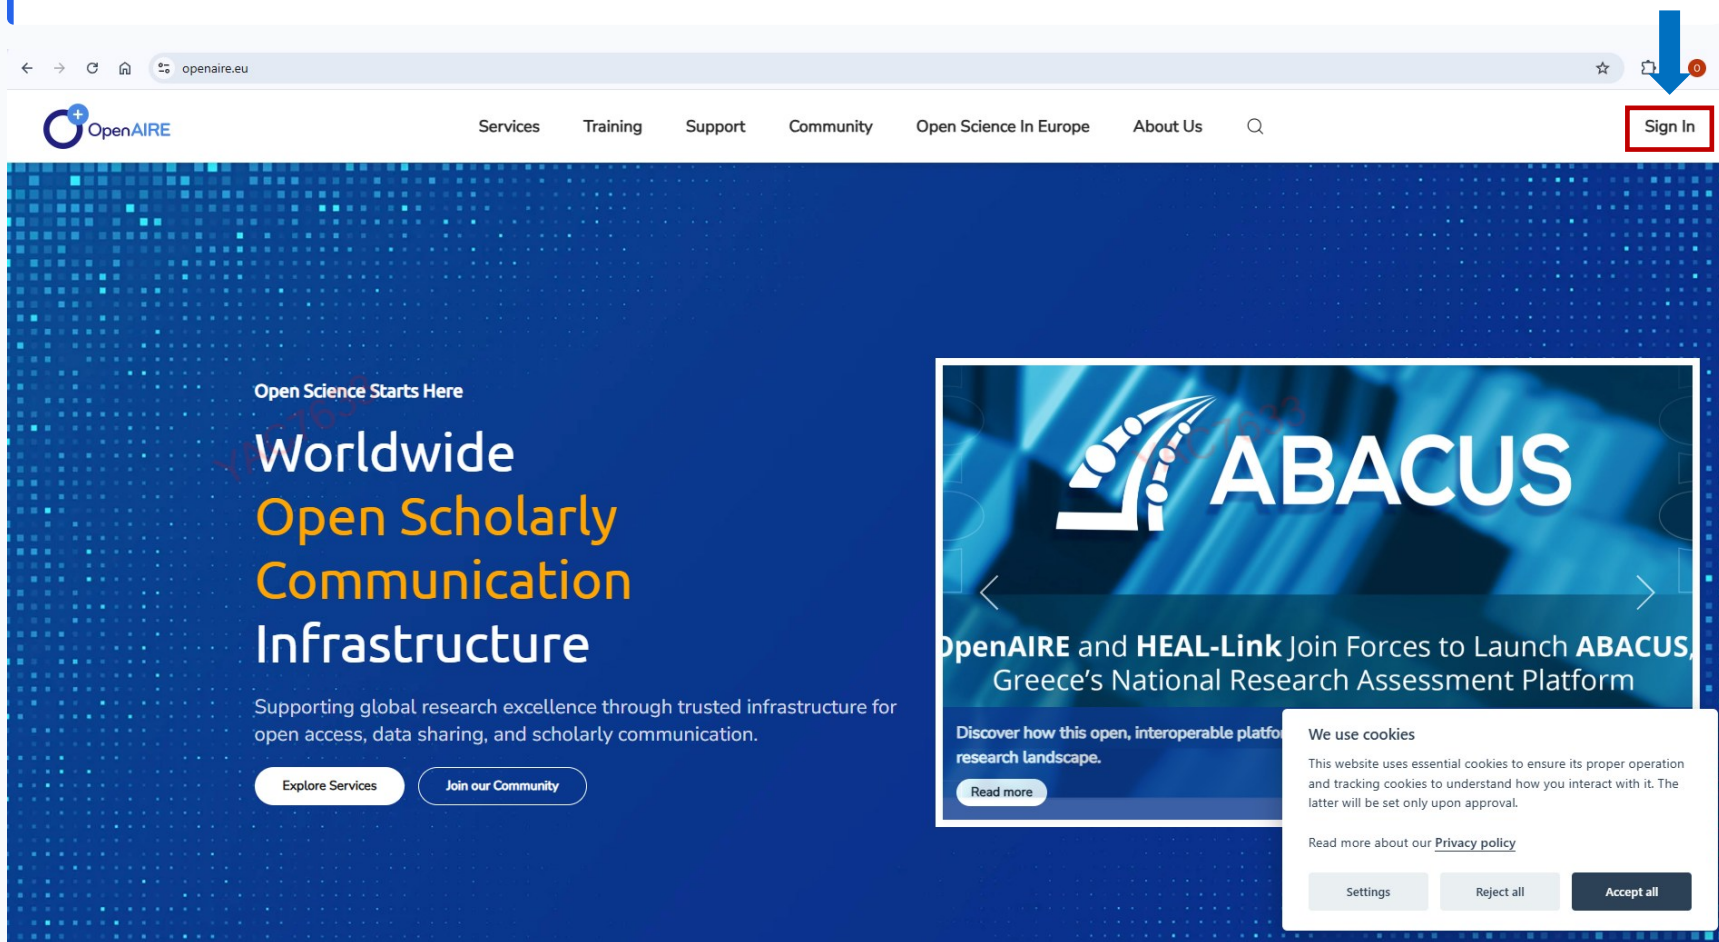 openaire.eu
0
OpenAIRE
Services Training Support Community Open Science In Europe About Us
Sign In
Open Science Starts Here
Worldwide
Open Scholarly
Communication
Infrastructure
Supporting global research excellence through trusted infrastructure for
open access, data sharing, and scholarly communication.
Explore Services Join our Community
ABACUS
OpenAIRE and HEAL-Link Join Forces to Launch ABACUS,
Greece's National Research Assessment Platform
Discover how this open, interoperable platfo
research landscape.
Read more
We use cookies
This website uses essential cookies to ensure its proper operation
and tracking cookies to understand how you interact with it. The
latter will be set only upon approval.
Read more about our Privacy policy
Settings Reject all Accept all